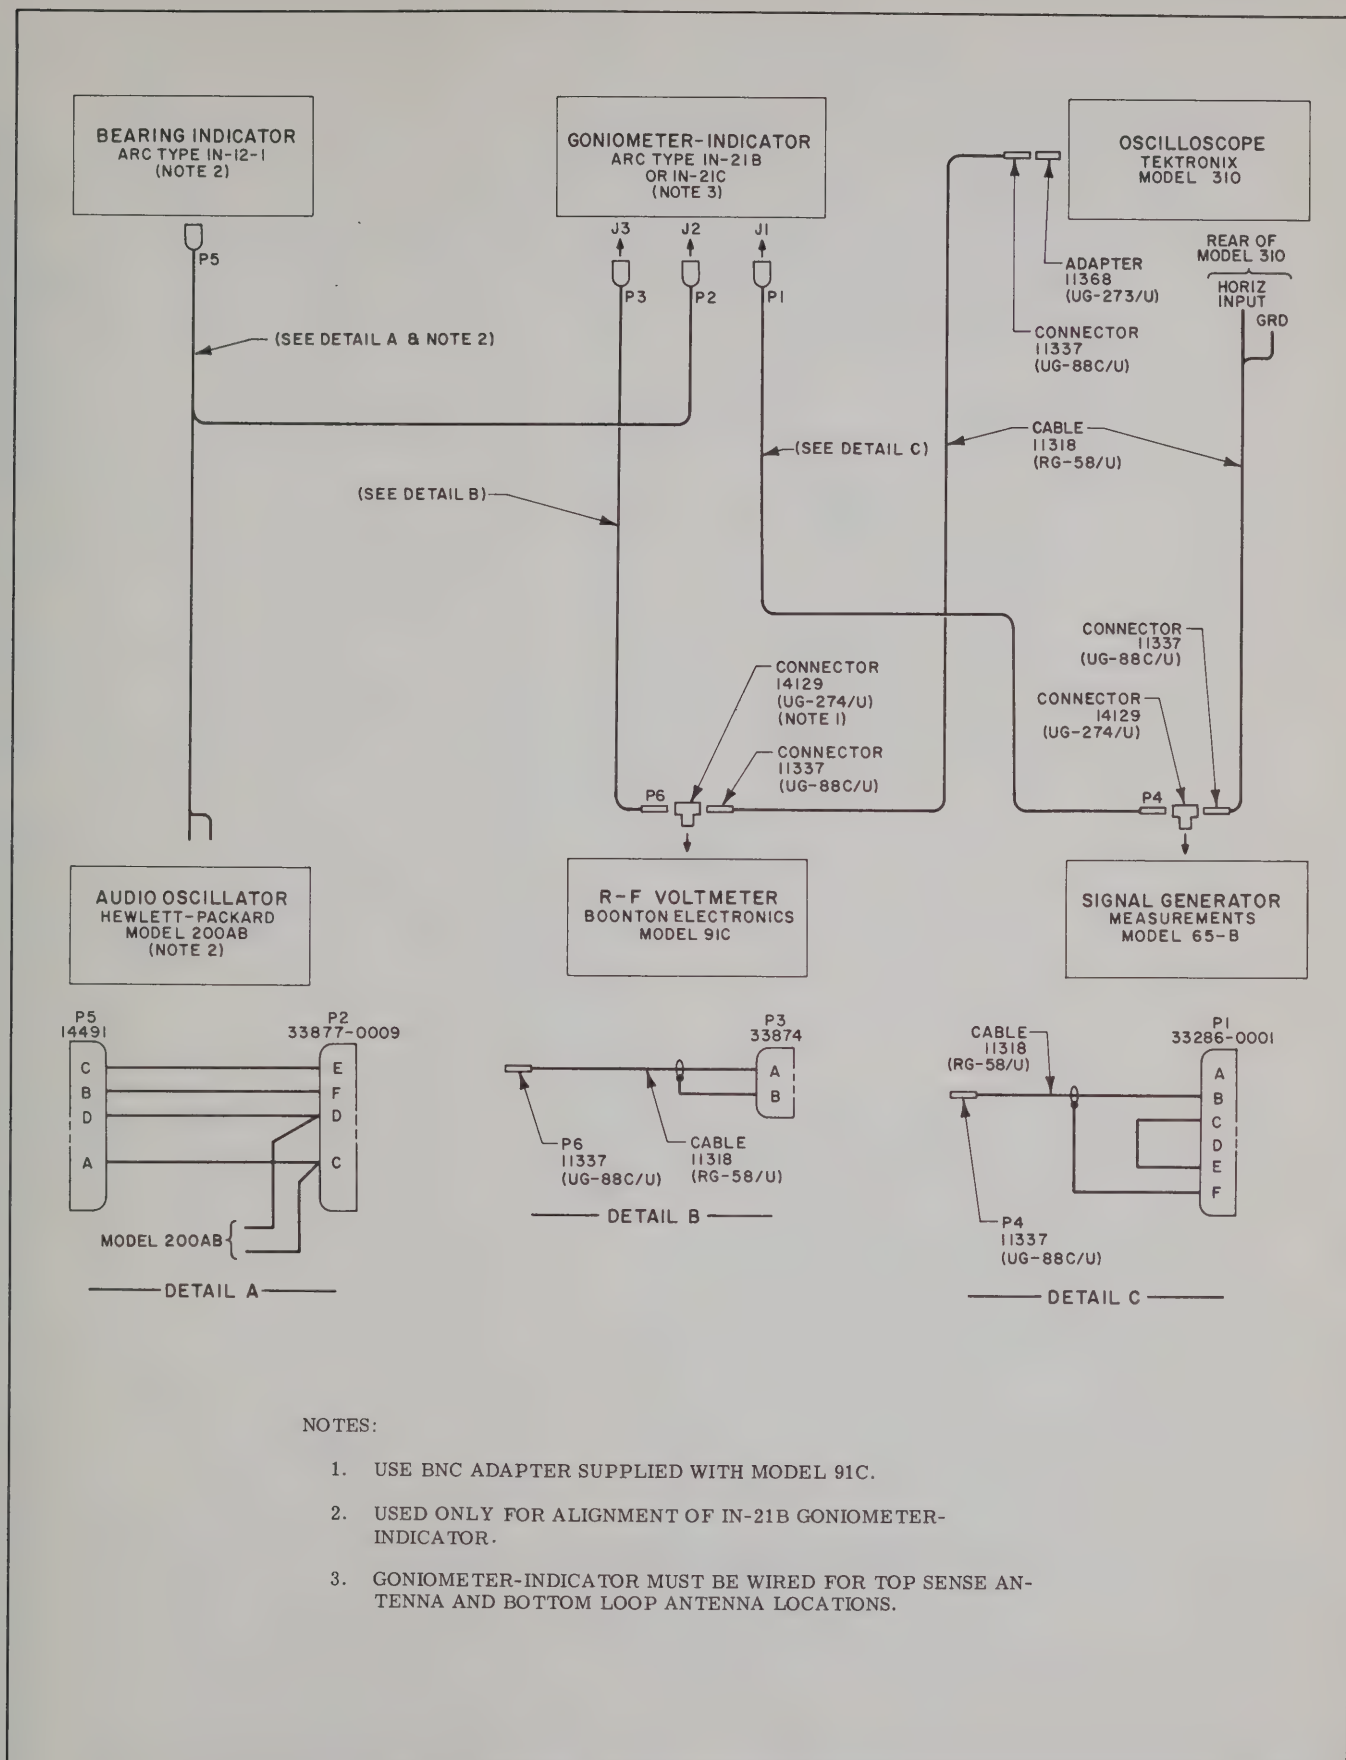 BEARING INDICATOR
ARC TYPE IN-12-1
(NOTE 2)
GONIOMETER-INDICATOR
ARC TYPE IN-21B
OR IN-21C
(NOTE 3)
OSCILLOSCOPE
TEKTRONIX
MODEL 310
J3
J2
J1
P5
P3
P2
P1
REAR OF
MODEL 310
HORIZ
INPUT
GRD
ADAPTER
11368
(UG-273/U)
CONNECTOR
11337
(UG-88C/U)
(SEE DETAIL A & NOTE 2)
CABLE
11318
(RG-58/U)
(SEE DETAIL C)
(SEE DETAIL B)
CONNECTOR
11337
(UG-88C/U)
CONNECTOR
14129
(UG-274/U)
(NOTE 1)
CONNECTOR
14129
(UG-274/U)
CONNECTOR
11337
(UG-88C/U)
P6
P4
AUDIO OSCILLATOR
HEWLETT-PACKARD
MODEL 200AB
(NOTE 2)
R-F VOLTMETER
BOONTON ELECTRONICS
MODEL 91C
SIGNAL GENERATOR
MEASUREMENTS
MODEL 65-B
P5
14491
P2
33877-0009
C
B
D
A
E
F
D
C
MODEL 200AB
DETAIL A
P3
33874
A
B
P6
11337
(UG-88C/U)
CABLE
11318
(RG-58/U)
DETAIL B
P1
33286-0001
CABLE
11318
(RG-58/U)
A
B
C
D
E
F
P4
11337
(UG-88C/U)
DETAIL C
NOTES:
1. USE BNC ADAPTER SUPPLIED WITH MODEL 91C.
2. USED ONLY FOR ALIGNMENT OF IN-21B GONIOMETER-
INDICATOR.
3. GONIOMETER-INDICATOR MUST BE WIRED FOR TOP SENSE AN-
TENNA AND BOTTOM LOOP ANTENNA LOCATIONS.